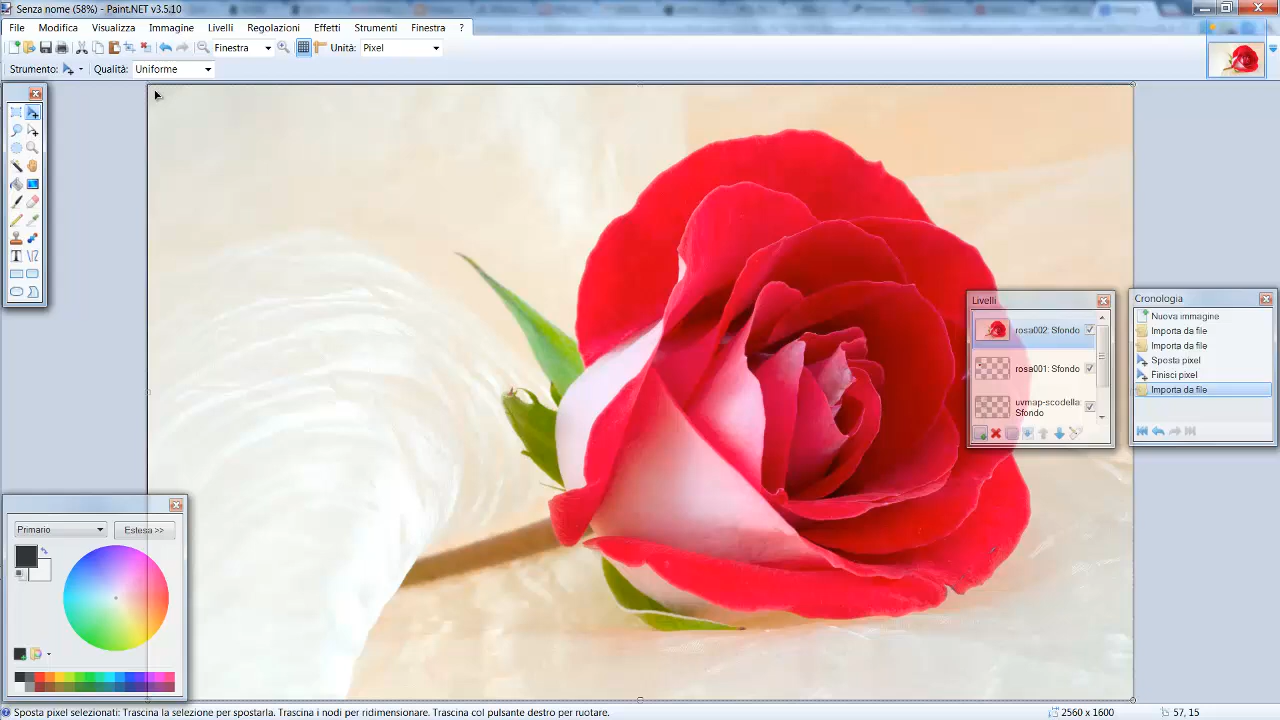 Senza nome (58%) - Paint.NET v3.5.10
File Modifica Visualizza Immagine Livelli Regolazioni Effetti Strumenti Finestra ?
Finestra Unità: Pixel
Strumento: Qualità: Uniforme
Livelli
rosa002: Sfondo
rosa001: Sfondo
uvmap-scodella:
Sfondo
Cronologia
Nuova immagine
Importa da file
Importa da file
Sposta pixel
Finisci pixel
Importa da file
Primario Estesa >>
Sposta pixel selezionati: Trascina la selezione per spostarla. Trascina i nodi per ridimensionare. Trascina col pulsante destro per ruotare. 2560 x 1600 57, 15